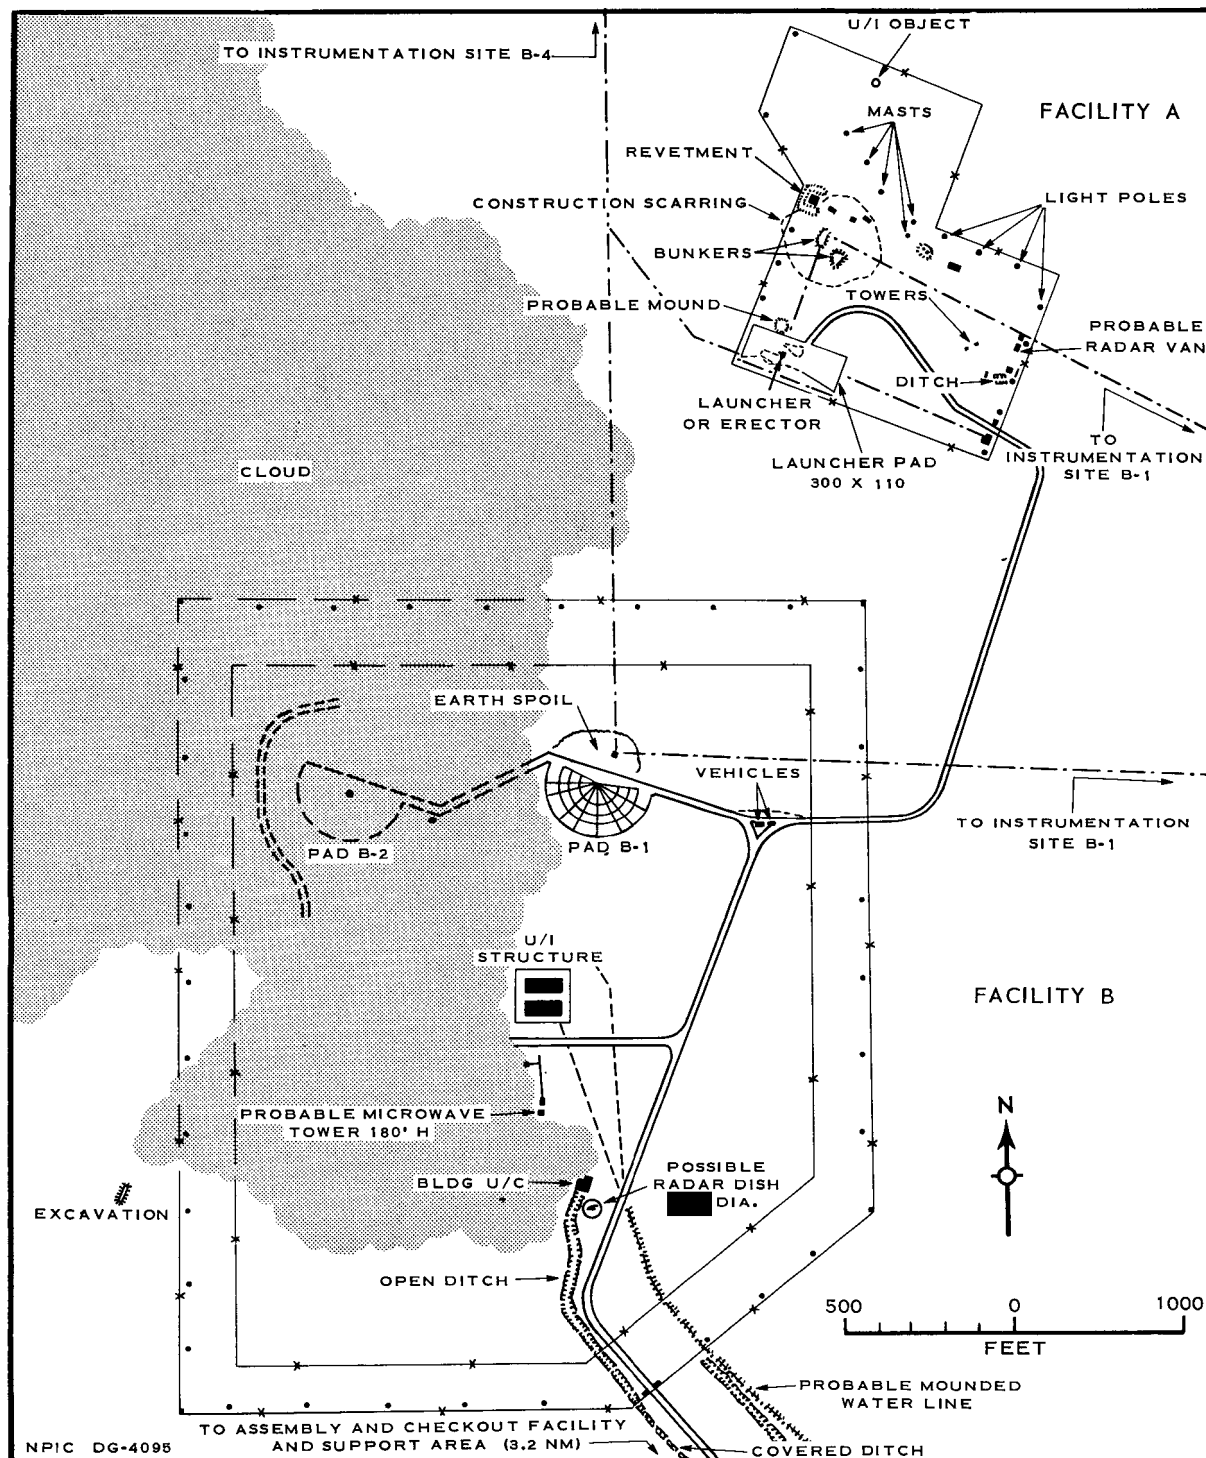 U/I OBJECT
TO INSTRUMENTATION SITE B-4
FACILITY A
MASTS
REVETMENT
CONSTRUCTION SCARRING
LIGHT POLES
BUNKERS
TOWERS
PROBABLE MOUND
PROBABLE
RADAR VAN
DITCH
LAUNCHER
OR ERECTOR
LAUNCHER PAD
300 X 110
TO
INSTRUMENTATION
SITE B-1
CLOUD
EARTH SPOIL
VEHICLES
PAD B-2
PAD B-1
TO INSTRUMENTATION
SITE B-1
U/I
STRUCTURE
FACILITY B
N
PROBABLE MICROWAVE
TOWER 180' H
POSSIBLE
RADAR DISH
DIA.
BLDG U/C
EXCAVATION
OPEN DITCH
500 0 1000
FEET
PROBABLE MOUNDED
WATER LINE
TO ASSEMBLY AND CHECKOUT FACILITY
AND SUPPORT AREA (3.2 NM)
COVERED DITCH
NPIC DG-4095